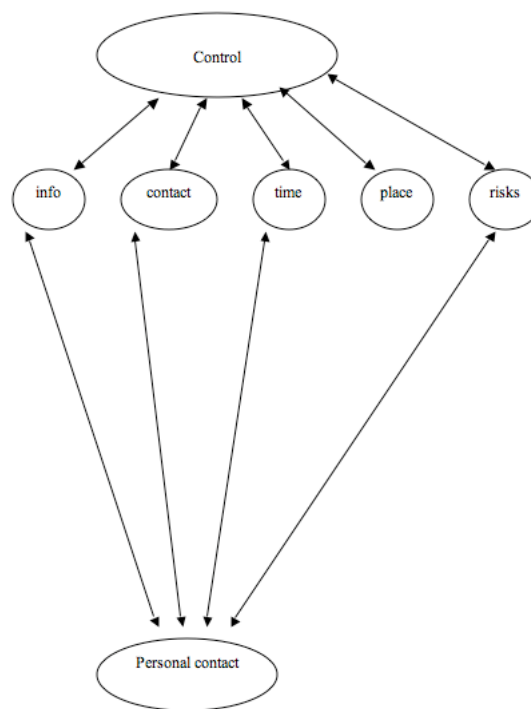 Control
info
contact
time
place
risks
Personal contact